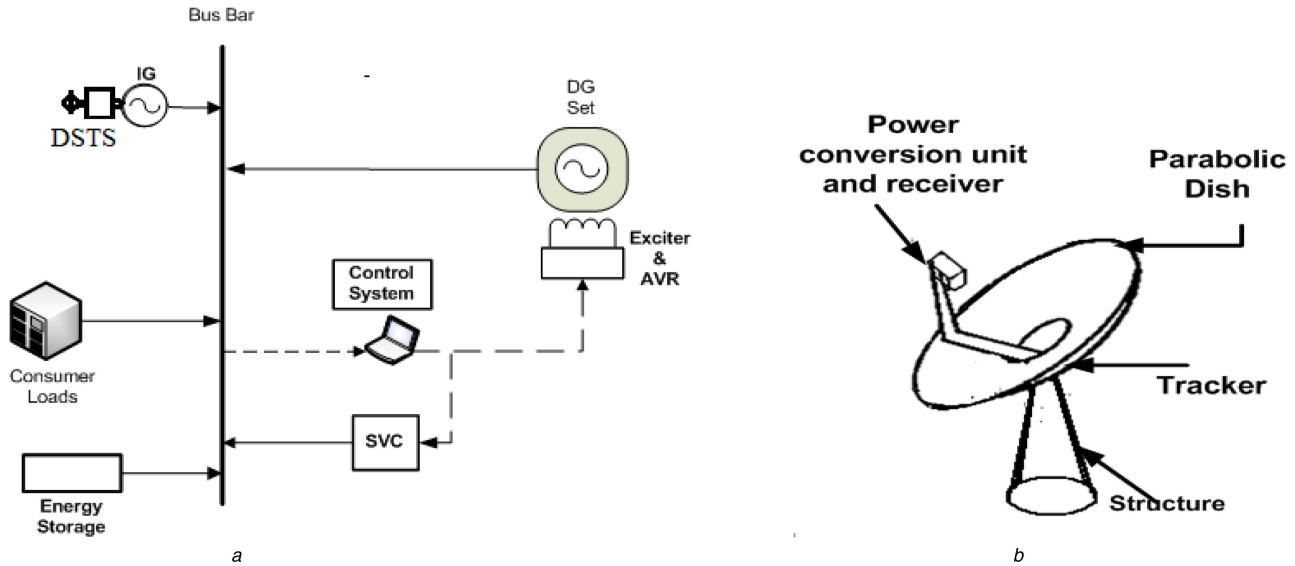 Bus Bar
IG
DSTS
DG
Set
Exciter
&
AVR
Control
System
Consumer
Loads
SVC
Energy
Storage
a
Power
conversion unit
and receiver
Parabolic
Dish
Tracker
Structure
b